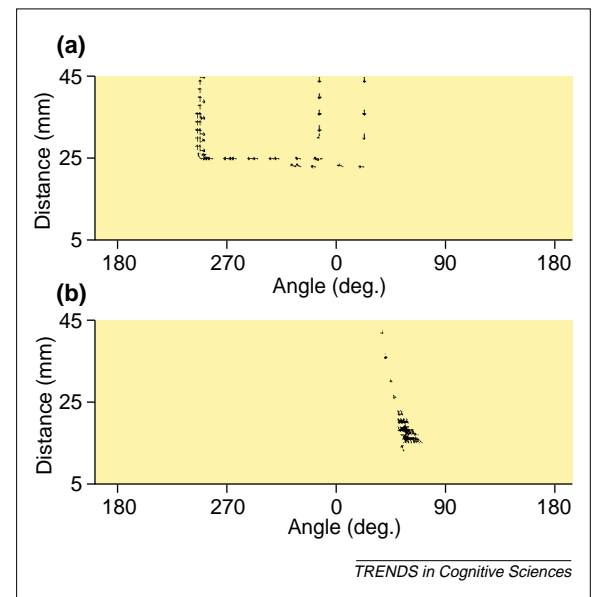 (a)
45
25
5
Distance (mm)
180 270 0 90 180
Angle (deg.)
(b)
45
25
5
Distance (mm)
180 270 0 90 180
Angle (deg.)
TRENDS in Cognitive Sciences